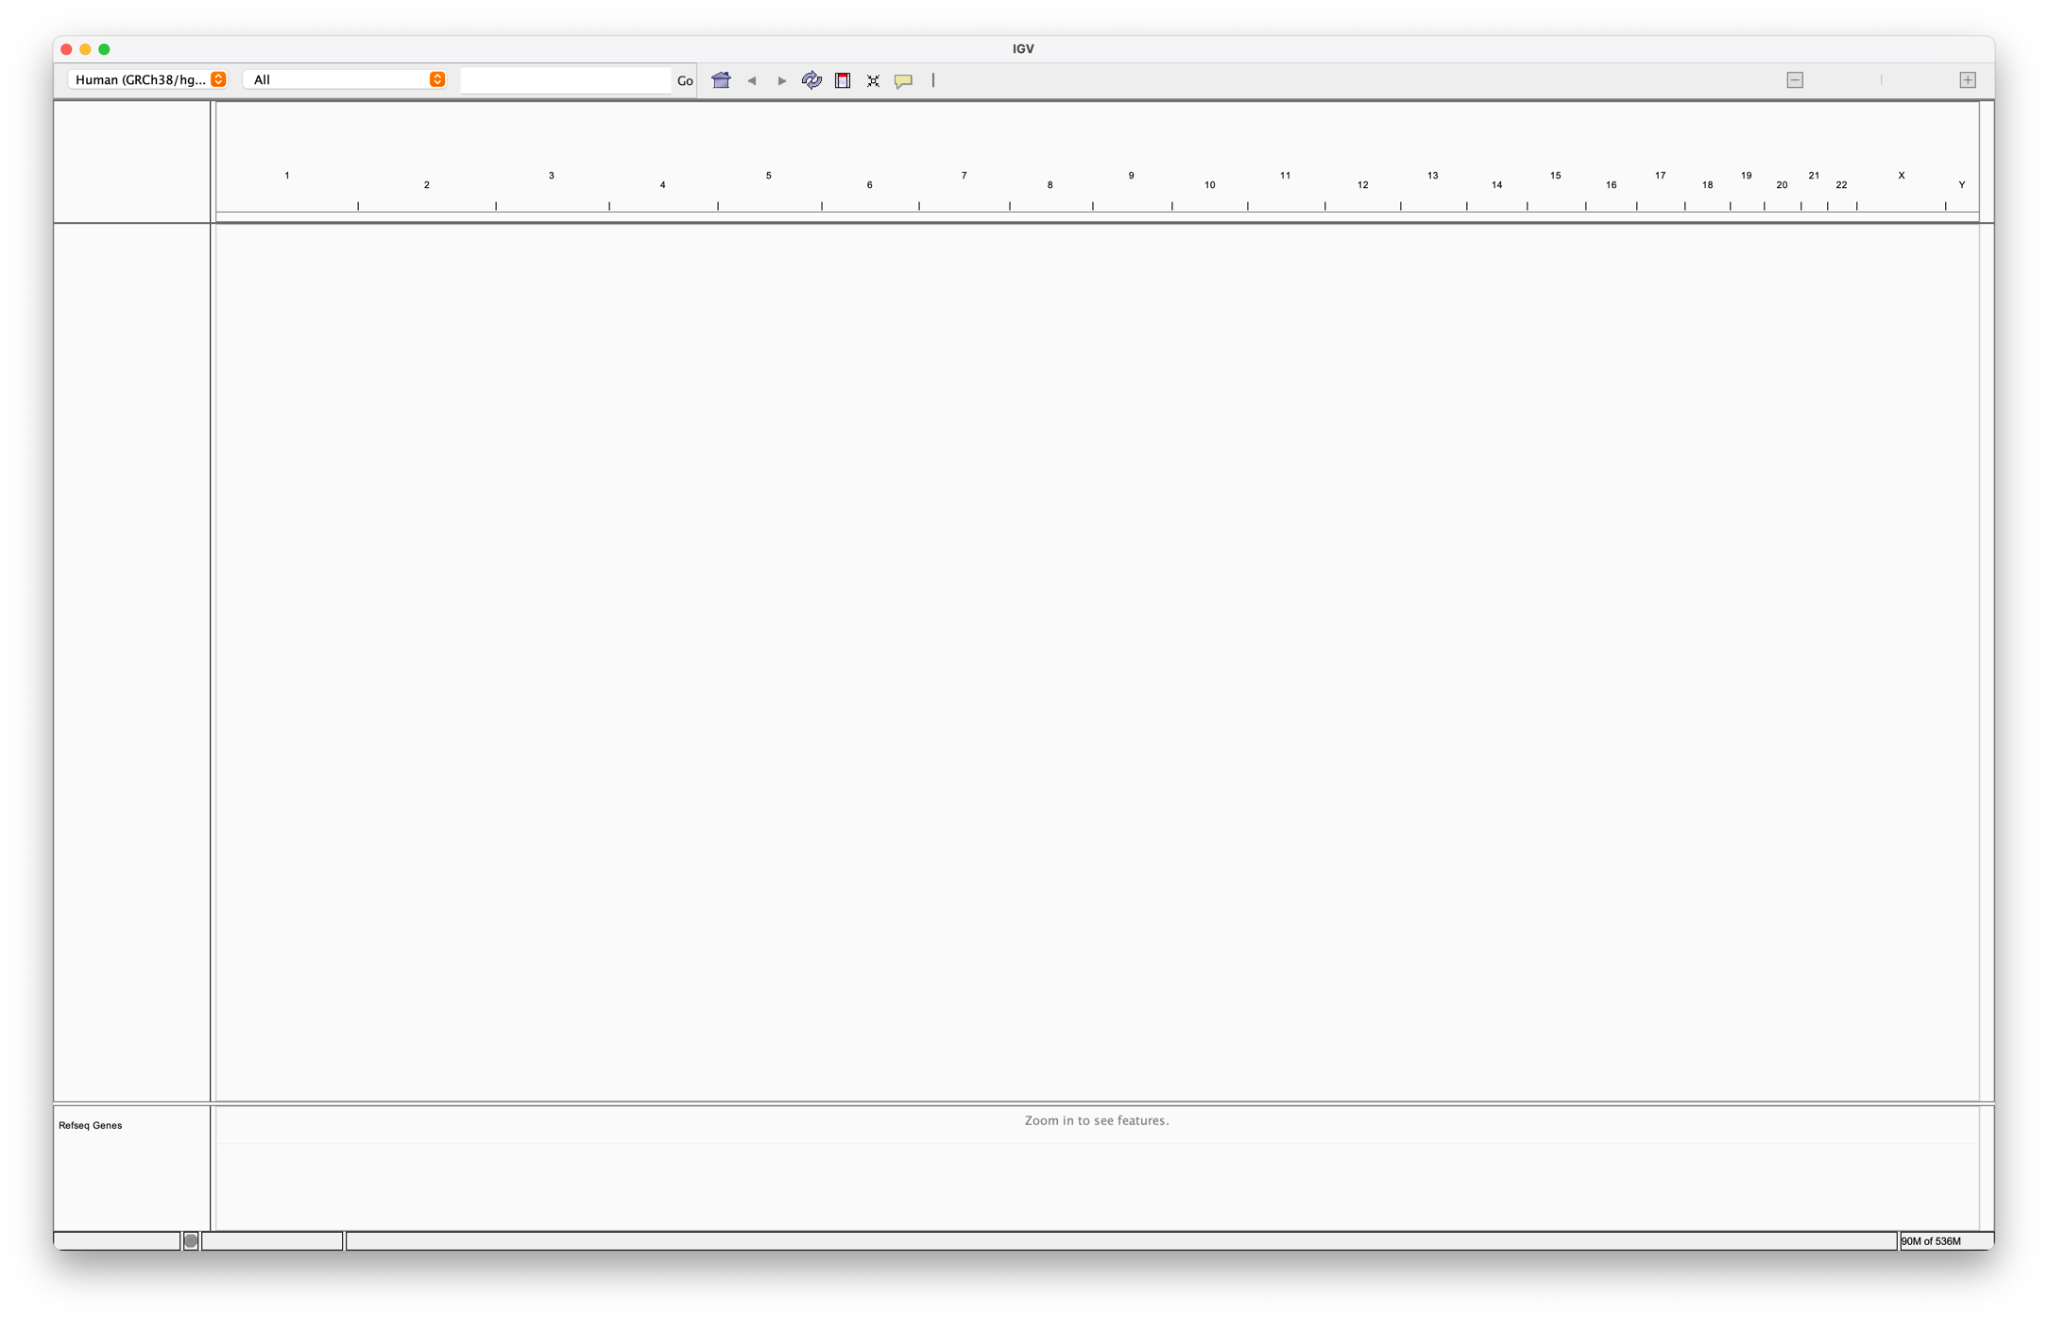 IGV
Human (GRCh38/hg... All Go
1 2 3 4 5 6 7 8 9 10 11 12 13 14 15 16 17 18 19 20 21 22 X Y
Zoom in to see features.
Refseq Genes
90M of 536M